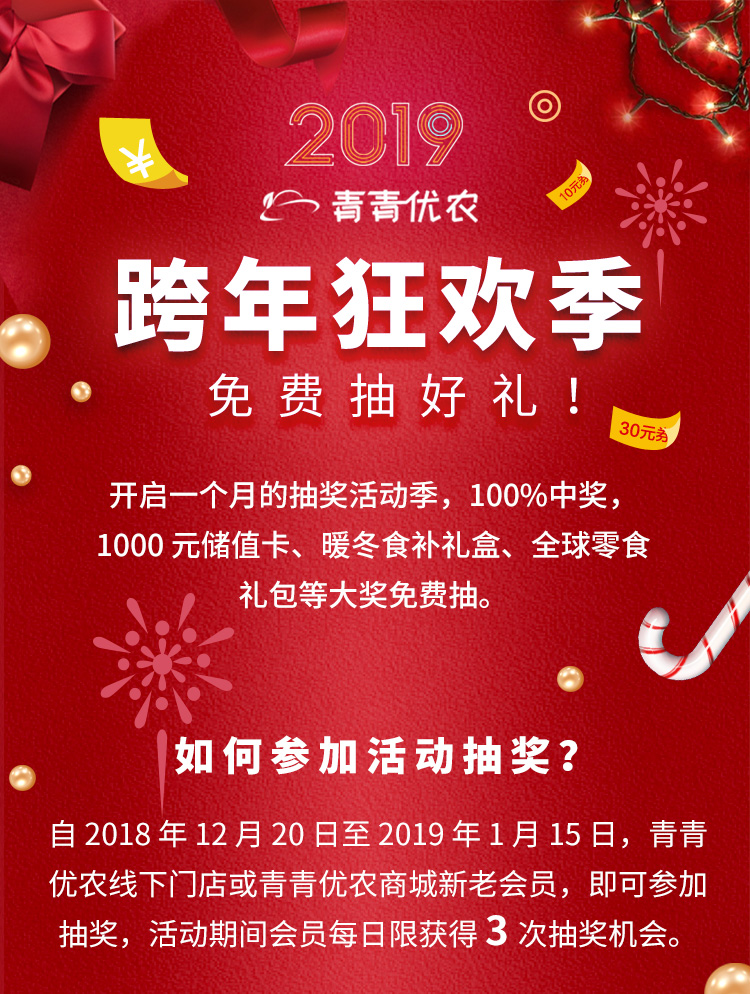 2019
¥
10元券
青青优农
跨年狂欢季
免费抽好礼！
30元券
开启一个月的抽奖活动季，100%中奖，
1000 元储值卡、暖冬食补礼盒、全球零食
礼包等大奖免费抽。
如何参加活动抽奖？
自 2018 年 12 月 20 日至 2019 年 1 月 15 日，青青
优农线下门店或青青优农商城新老会员，即可参加
抽奖，活动期间会员每日限获得 3 次抽奖机会。